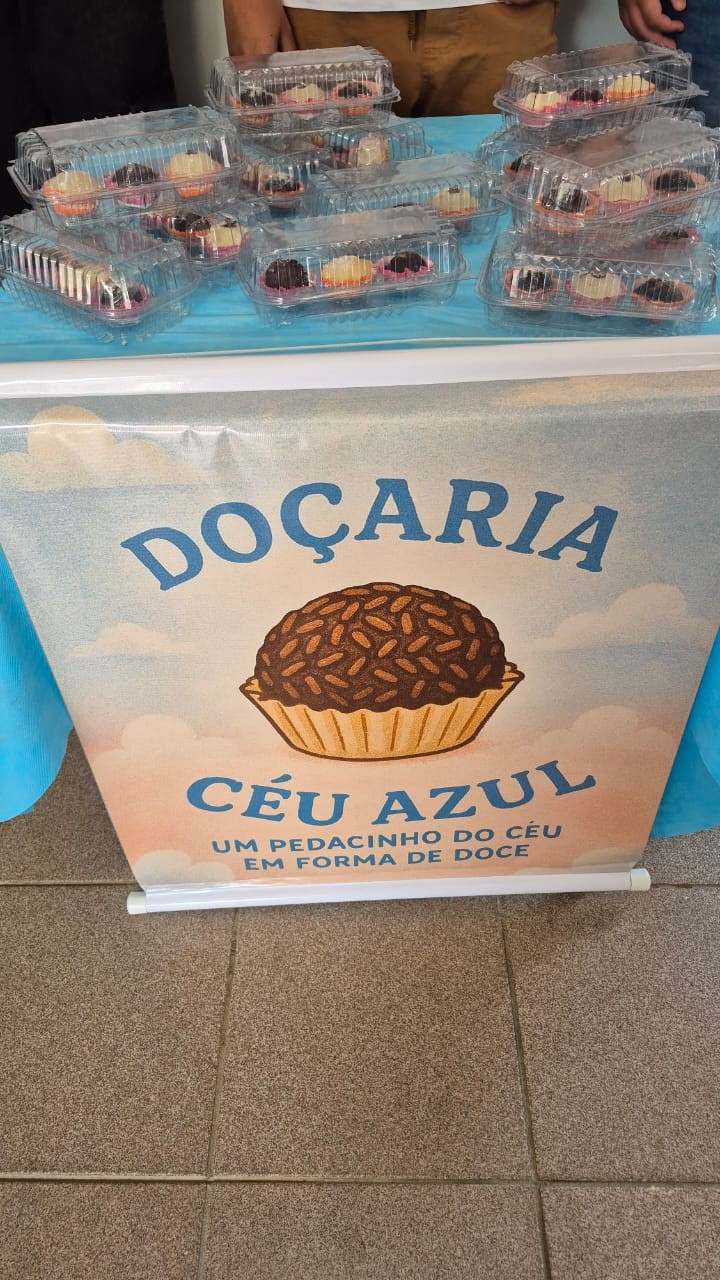 DOÇARIA
CÉU AZUL
UM PEDACINHO DO CÉU
EM FORMA DE DOCE